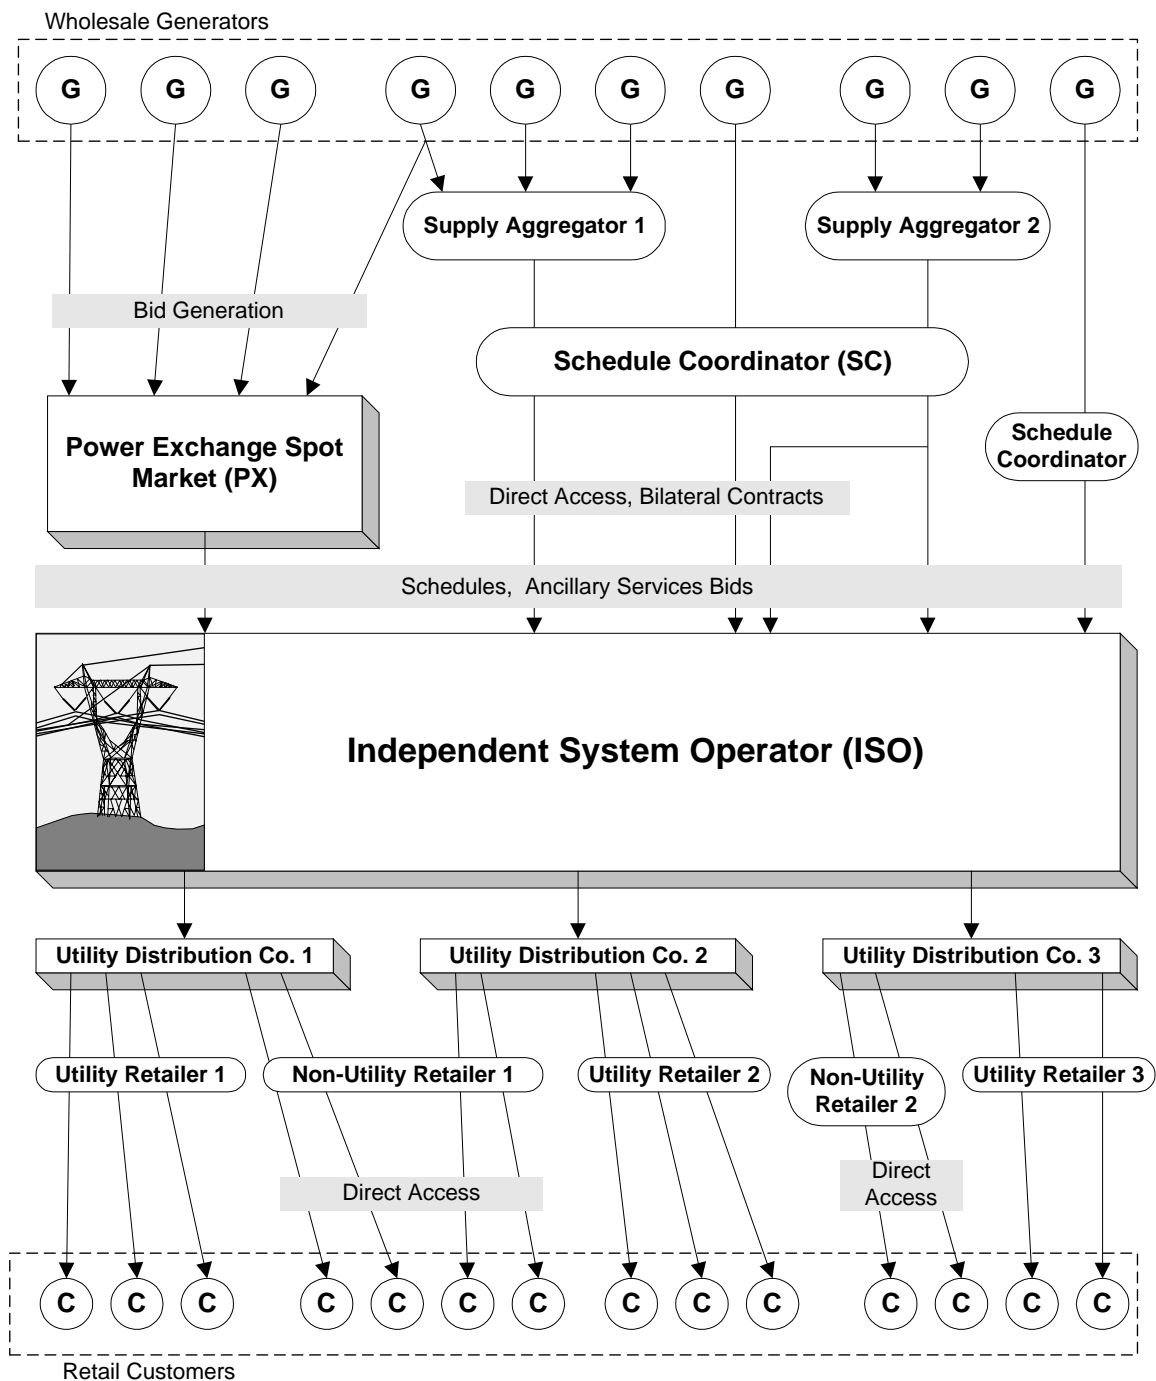 Wholesale Generators
G G G G G G G G G G
Supply Aggregator 1
Supply Aggregator 2
Bid Generation
Schedule Coordinator (SC)
Power Exchange Spot
Market (PX)
Schedule
Coordinator
Direct Access, Bilateral Contracts
Schedules, Ancillary Services Bids
Independent System Operator (ISO)
Utility Distribution Co. 1
Utility Distribution Co. 2
Utility Distribution Co. 3
Utility Retailer 1
Non-Utility Retailer 1
Utility Retailer 2
Non-Utility
Retailer 2
Utility Retailer 3
Direct Access
Direct
Access
C C C C C C C C C C C C C C
Retail Customers